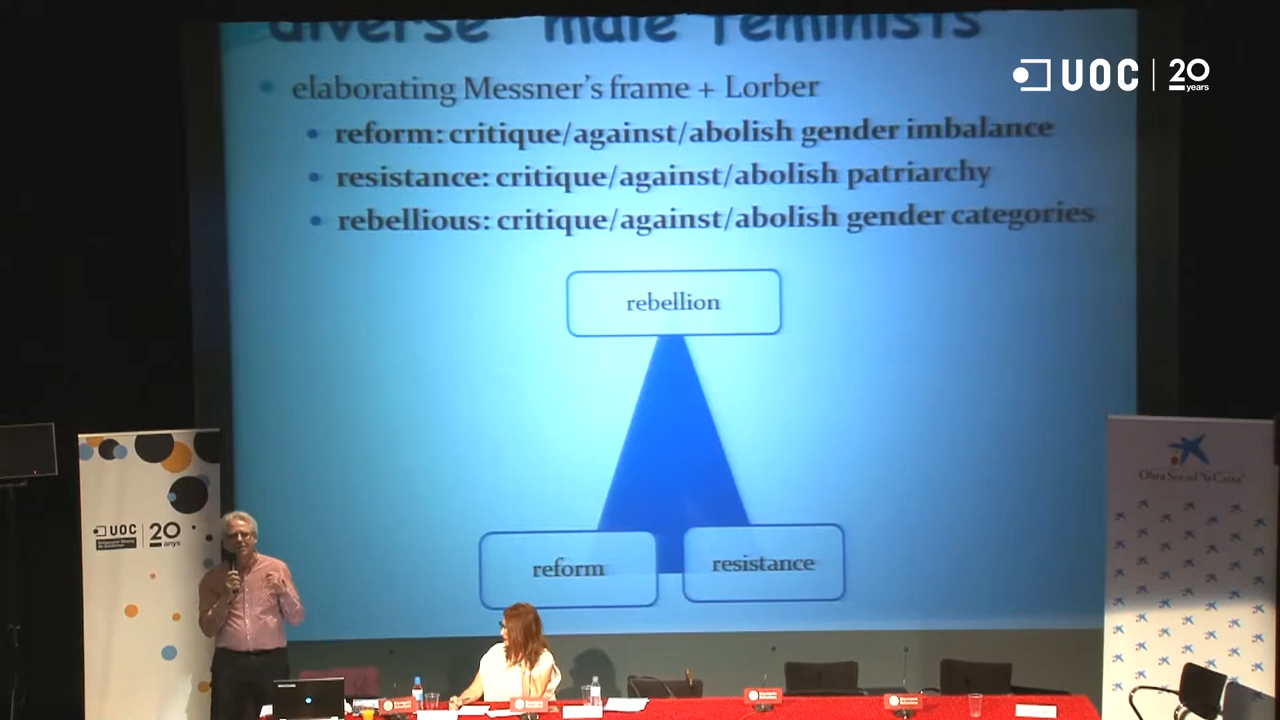 diverse "male feminists
elaborating Messner's frame + Lorber
reform: critique/against/abolish gender imbalance
resistance: critique/against/abolish patriarchy
rebellious: critique/against/abolish gender categories
rebellion
reform
resistance
UOC | 20
years
UOC | 20
anys
Obra Social "la Caixa"